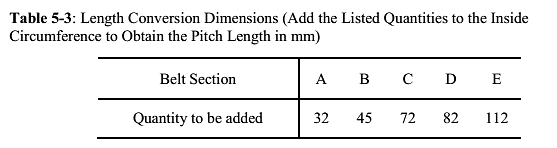 Table 5-3: Length Conversion Dimensions (Add the Listed Quantities to the Inside
Circumference to Obtain the Pitch Length in mm)
Belt Section A B C D E
Quantity to be added 32 45 72 82 112